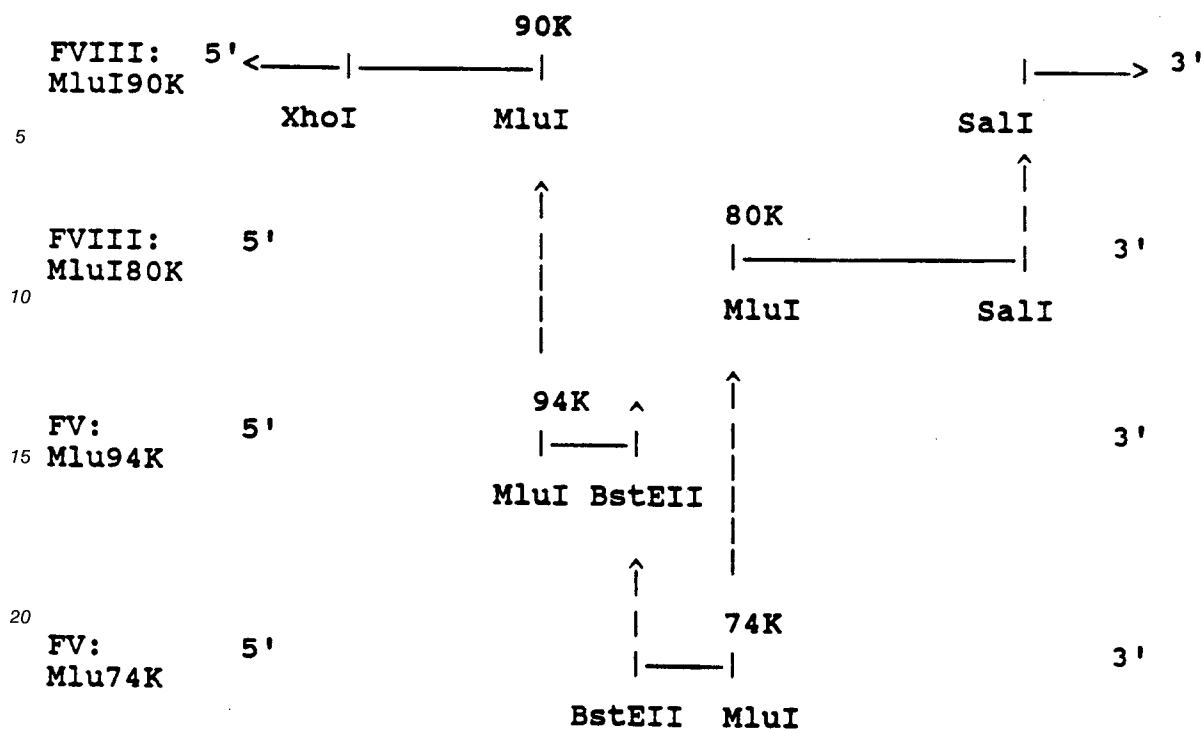 90K
FVIII: 5' 3'
MluI90K
XhoI MluI SalI
5
80K
FVIII: 5' 3'
MluI80K
10
MluI SalI
94K
FV: 5' 3'
15 Mlu94K
MluI BstEII
20
74K
FV: 5' 3'
Mlu74K
BstEII MluI